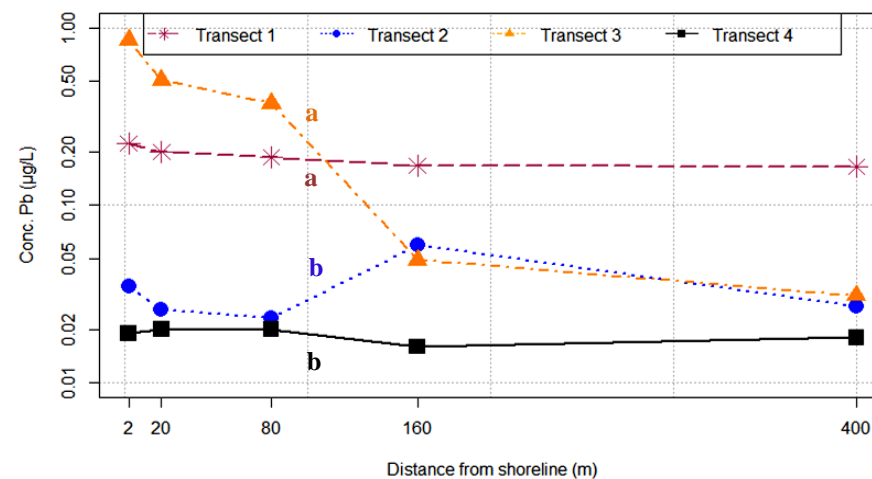 Transect 1 Transect 2 Transect 3 Transect 4
1.00
0.50
0.20
0.10
0.05
0.02
0.01
Conc. Pb (µg/L)
a
a
b
b
2 20 80 160 400
Distance from shoreline (m)